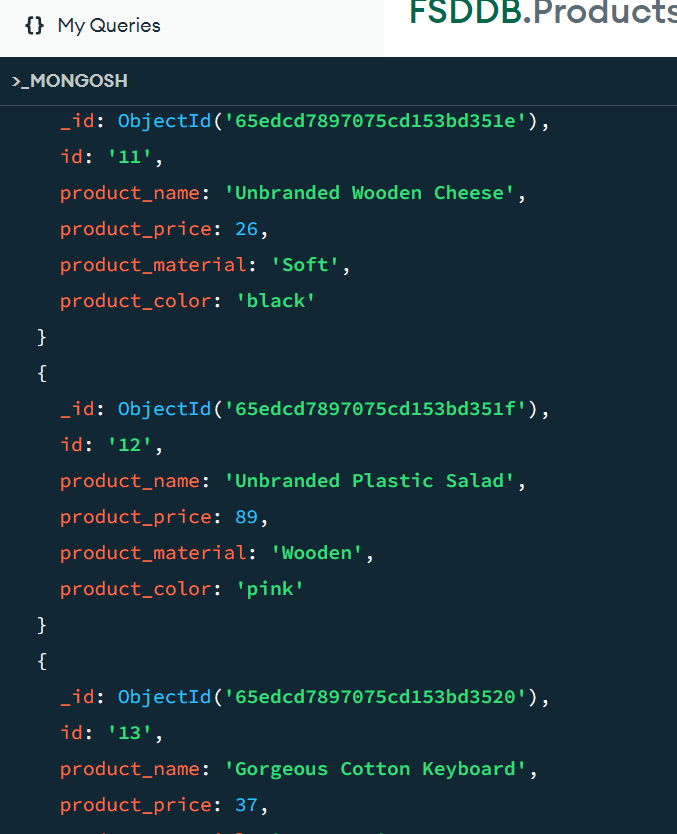 {} My Queries
FSDDB.Products
>_MONGOSH
_id: ObjectId('65edcd7897075cd153bd351e'),
id: '11',
product_name: 'Unbranded Wooden Cheese',
product_price: 26,
product_material: 'Soft',
product_color: 'black'
}
{
_id: ObjectId('65edcd7897075cd153bd351f'),
id: '12',
product_name: 'Unbranded Plastic Salad',
product_price: 89,
product_material: 'Wooden',
product_color: 'pink'
}
{
_id: ObjectId('65edcd7897075cd153bd3520'),
id: '13',
product_name: 'Gorgeous Cotton Keyboard',
product_price: 37,